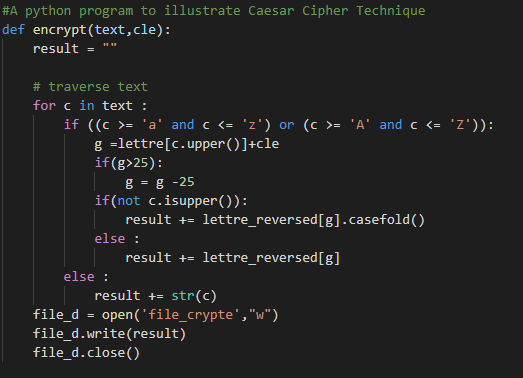 #A python program to illustrate Caesar Cipher Technique
def encrypt(text,cle):
    result = ""
    # traverse text
    for c in text :
        if ((c >= 'a' and c <= 'z') or (c >= 'A' and c <= 'Z')):
            g =lettre[c.upper()]+cle
            if(g>25):
                g = g -25
            if(not c.isupper()):
                result += lettre_reversed[g].casefold()
            else :
                result += lettre_reversed[g]
        else :
            result += str(c)
    file_d = open('file_crypte',"w")
    file_d.write(result)
    file_d.close()